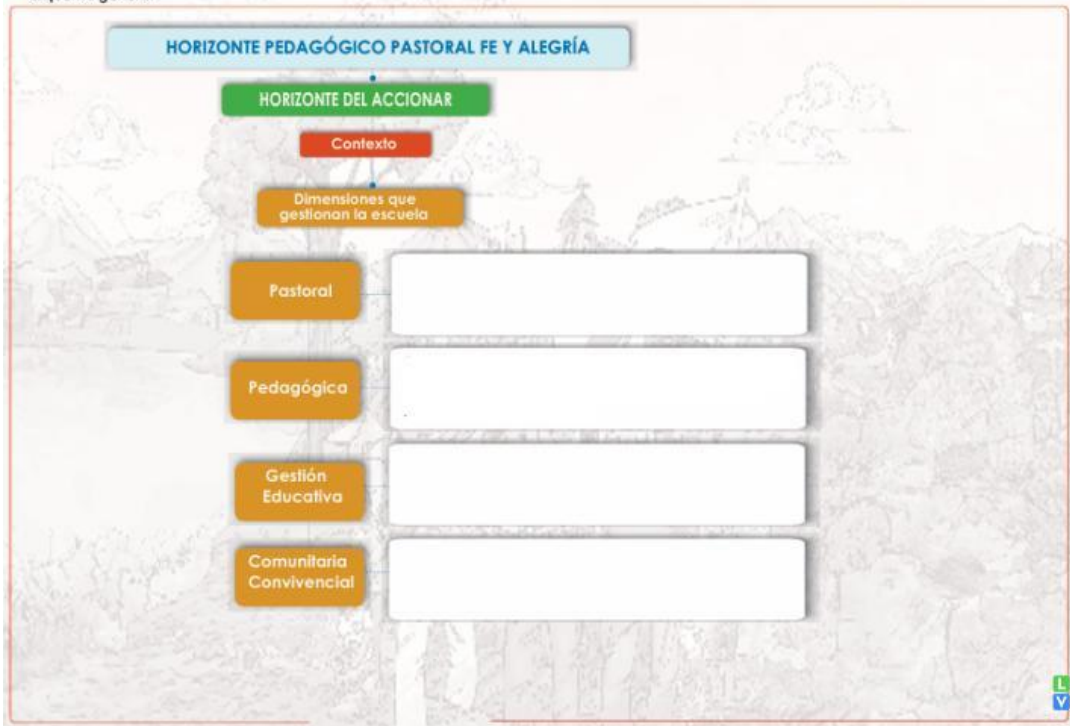 HORIZONTE PEDAGÓGICO PASTORAL FE Y ALEGRÍA
HORIZONTE DEL ACCIONAR
Contexto
Dimensiones que
gestionan la escuela
Pastoral
Pedagógica
Gestión
Educativa
Comunitaria
Convivencial
L
V